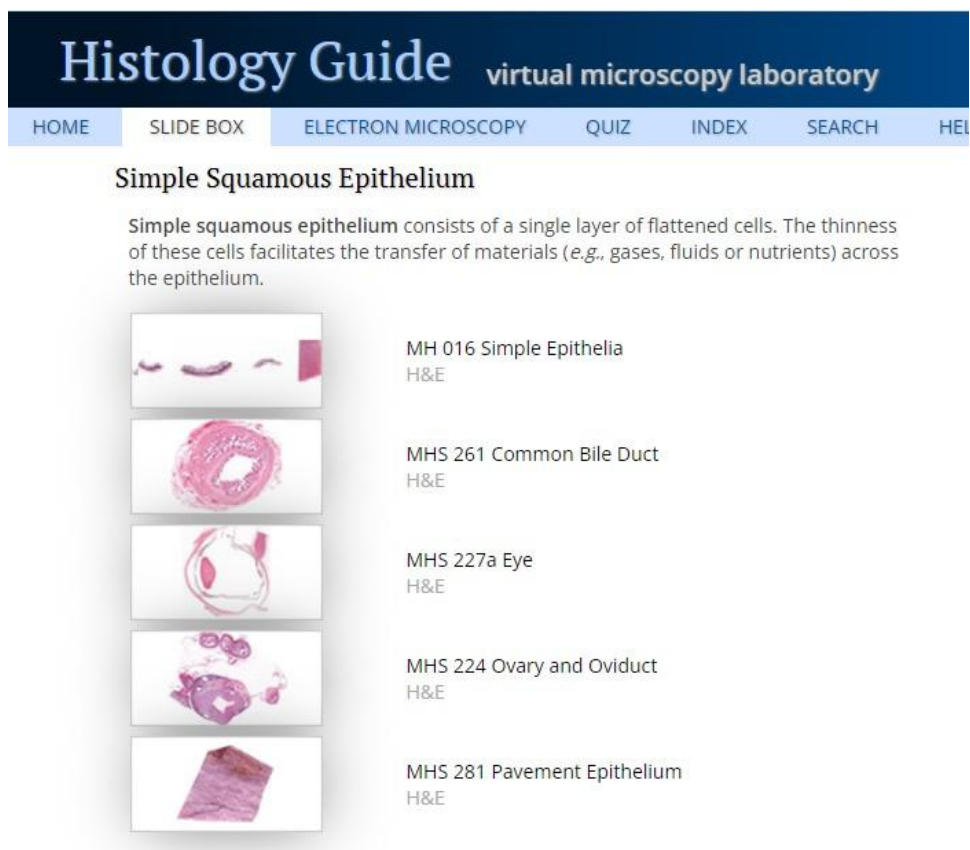 Histology Guide virtual microscopy laboratory
HOME SLIDE BOX ELECTRON MICROSCOPY QUIZ INDEX SEARCH HEL
Simple Squamous Epithelium
Simple squamous epithelium consists of a single layer of flattened cells. The thinness
of these cells facilitates the transfer of materials (e.g., gases, fluids or nutrients) across
the epithelium.
MH 016 Simple Epithelia
H&E
MHS 261 Common Bile Duct
H&E
MHS 227a Eye
H&E
MHS 224 Ovary and Oviduct
H&E
MHS 281 Pavement Epithelium
H&E